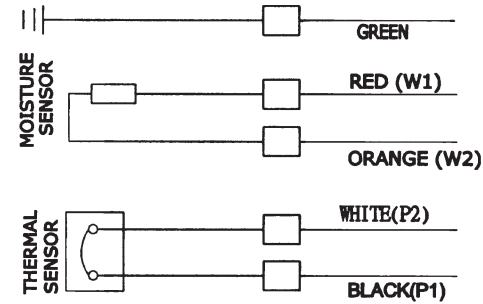 GREEN
MOISTURE
SENSOR
RED (W1)
ORANGE (W2)
THERMAL
SENSOR
WHITE(P2)
BLACK(P1)